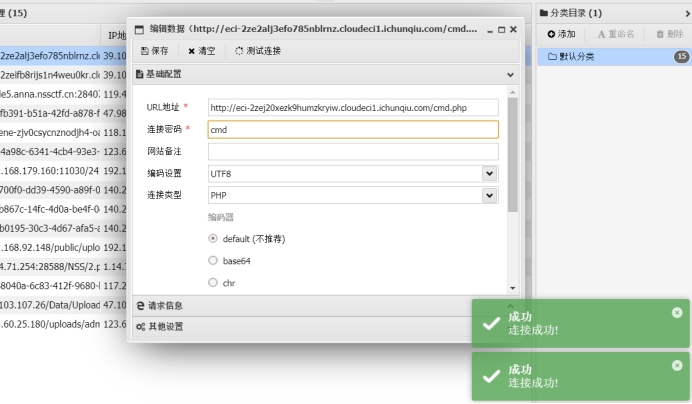 理 (15)
IP地
2ze2alj3efo785nblrnz.cl 39.10
2zeifb8rijs1n4weu0kr.cl 39.10
de5.anna.nssctf.cn:2840 119.4
fb391-b51a-42fd-a878-f 47.98
ene-zjv0csycnznodjh4-o 118.1
4a98c-6341-4cb4-93e3- 123.6
.168.179.160:11030/24 192.1
700f0-dd39-4590-a89f-0 140.2
b867c-14fc-4d0a-be4f-0 140.2
b0195-30c3-4d67-afa5- 140.2
.168.92.148/public/uplo 192.1
4.71.254:28588/NSS/2.p 1.14.
b8040a-6c83-412f-9680- 117.2
103.107.26/Data/Upload 47.10
.60.25.180/uploads/adn 123.6
编辑数据 (http://eci-2ze2alj3efo785nblrnz.cloudeci1.ichunqiu.com/cmd....
保存 清空 测试连接
基础配置
URL地址 * http://eci-2zej20xezk9humzkryiw.cloudeci1.ichunqiu.com/cmd.php
连接密码 * cmd
网站备注
编码设置 UTF8
连接类型 PHP
编码器
default (不推荐)
base64
chr
请求信息
其他设置
分类目录 (1)
添加 重命名 删除
默认分类 15
成功
连接成功!
成功
连接成功!